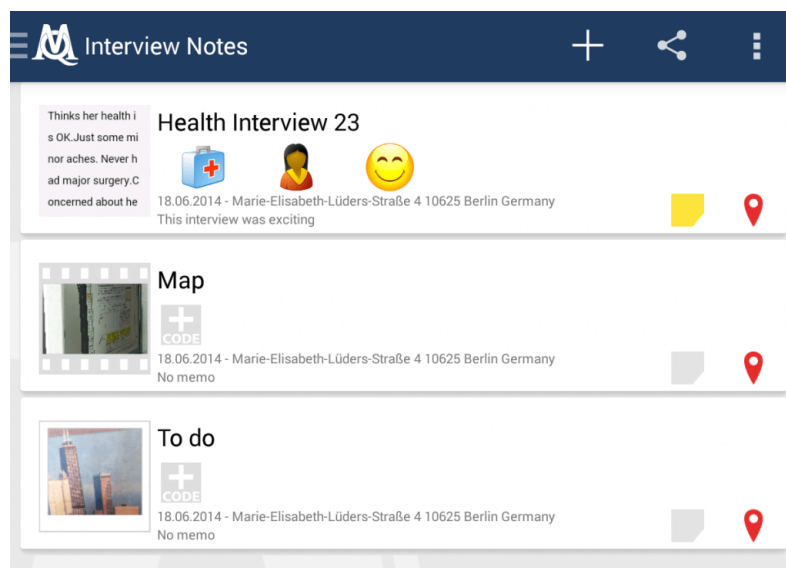 Interview Notes
Thinks her health i
s OK.Just some mi
nor aches. Never h
ad major surgery.C
oncerned about he
Health Interview 23
18.06.2014 - Marie-Elisabeth-Lüders-Straße 4 10625 Berlin Germany
This interview was exciting
Map
CODE
18.06.2014 - Marie-Elisabeth-Lüders-Straße 4 10625 Berlin Germany
No memo
To do
CODE
18.06.2014 - Marie-Elisabeth-Lüders-Straße 4 10625 Berlin Germany
No memo